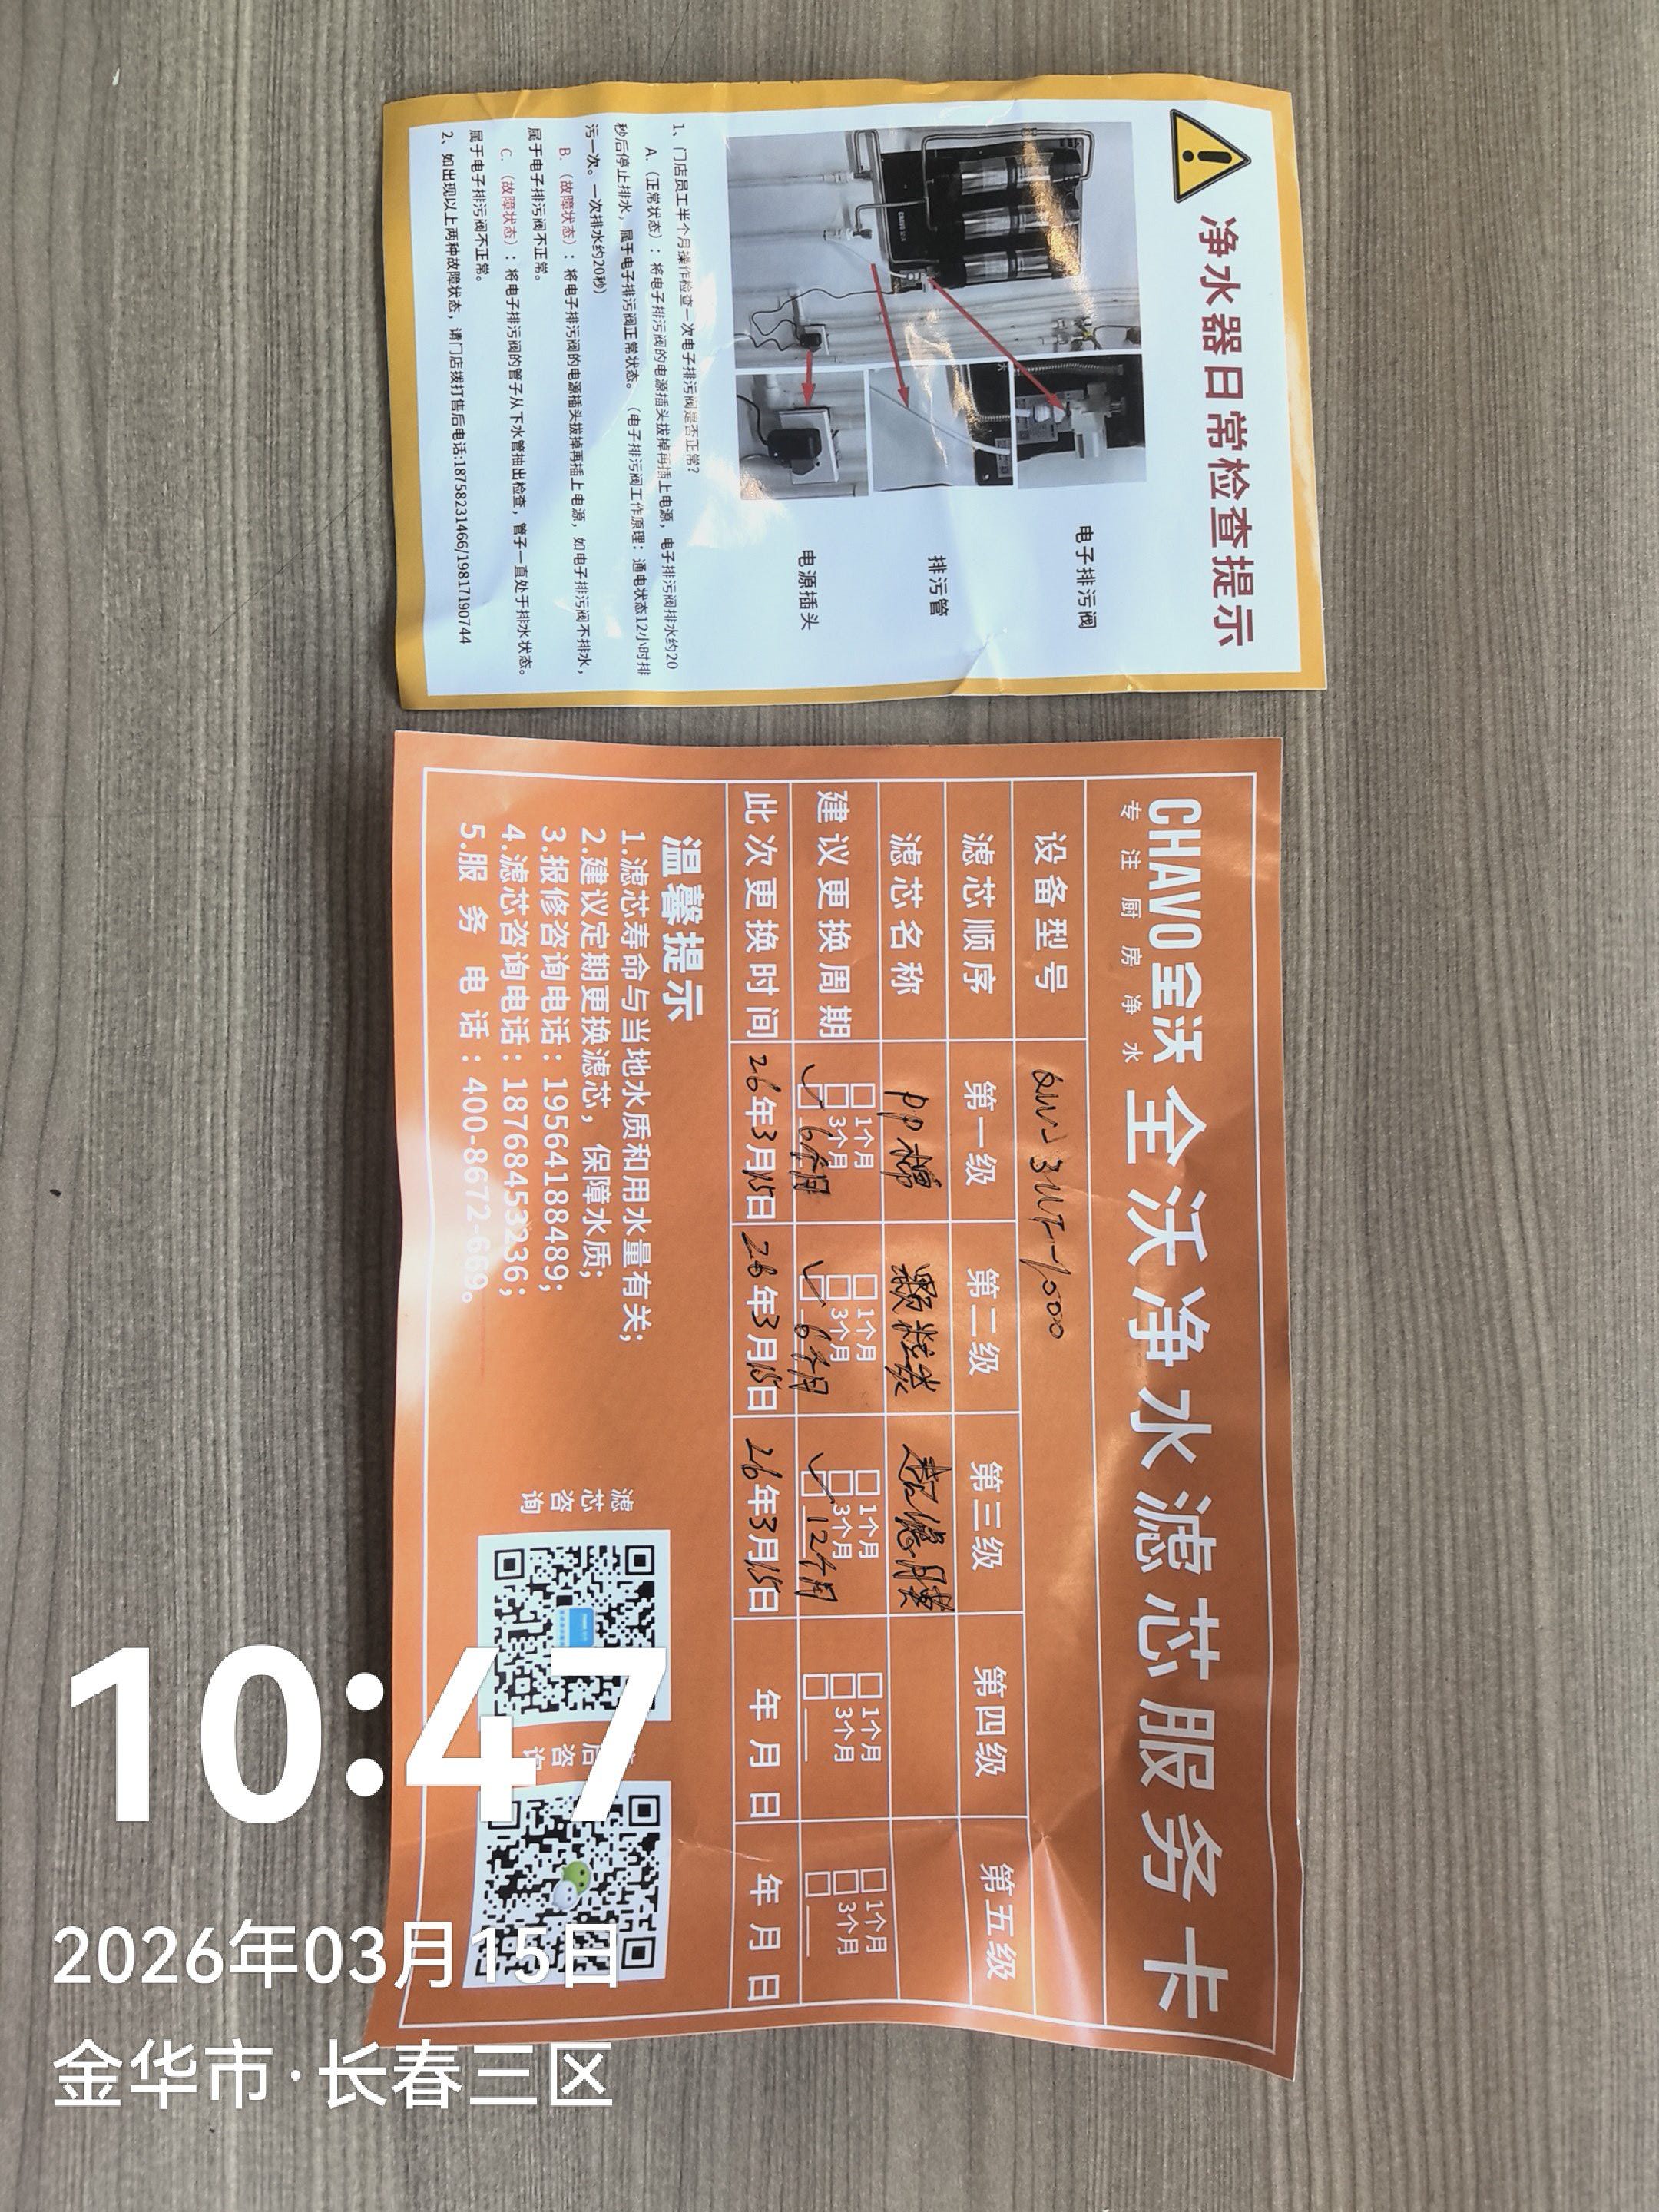 净水器日常检查提示
电子排污阀
排污管
电源插头
1、门店员工半个月操作检查一次电子排污阀是否正常?
A.（正常状态）：将电子排污阀的电源插头拔掉再插上电源，电子排污阀排水约20
秒后停止排水，属于电子排污阀正常状态。（电子排污阀工作原理：通电状态12小时排
污一次。一次排水约20秒）
B.（故障状态）：将电子排污阀的电源插头拔掉再插上电源，如电子排污阀不排水，
属于电子排污阀不正常。
C.（故障状态）：将电子排污阀的管子从下水管抽出检查，管子一直处于排水状态。
属于电子排污阀不正常。
2、如出现以上两种故障状态，请门店拨打售后电话:18758231466/19817190744
CHAVO 全沃 全沃净水滤芯服务卡
专注厨房净水
设备型号
滤芯顺序 第一级 第二级 第三级 第四级 第五级
滤芯名称 PP棉 颗粒炭 超滤膜
建议更换周期 1个月 1个月 1个月 1个月 1个月
3个月 3个月 3个月 3个月 3个月
✓ 6个月 ✓ 6个月 ✓ 12个月
此次更换时间 26年3月15日 26年3月15日 26年3月15日 年月日 年月日
温馨提示
1.滤芯寿命与当地水质和用水量有关；
2.建议定期更换滤芯，保障水质；
3.报修咨询电话：19564188489；
4.滤芯咨询电话：18768453236；
5.服务电话：400-8672-669。
滤芯咨询
咨询
10:47
2026年03月15日
金华市·长春三区